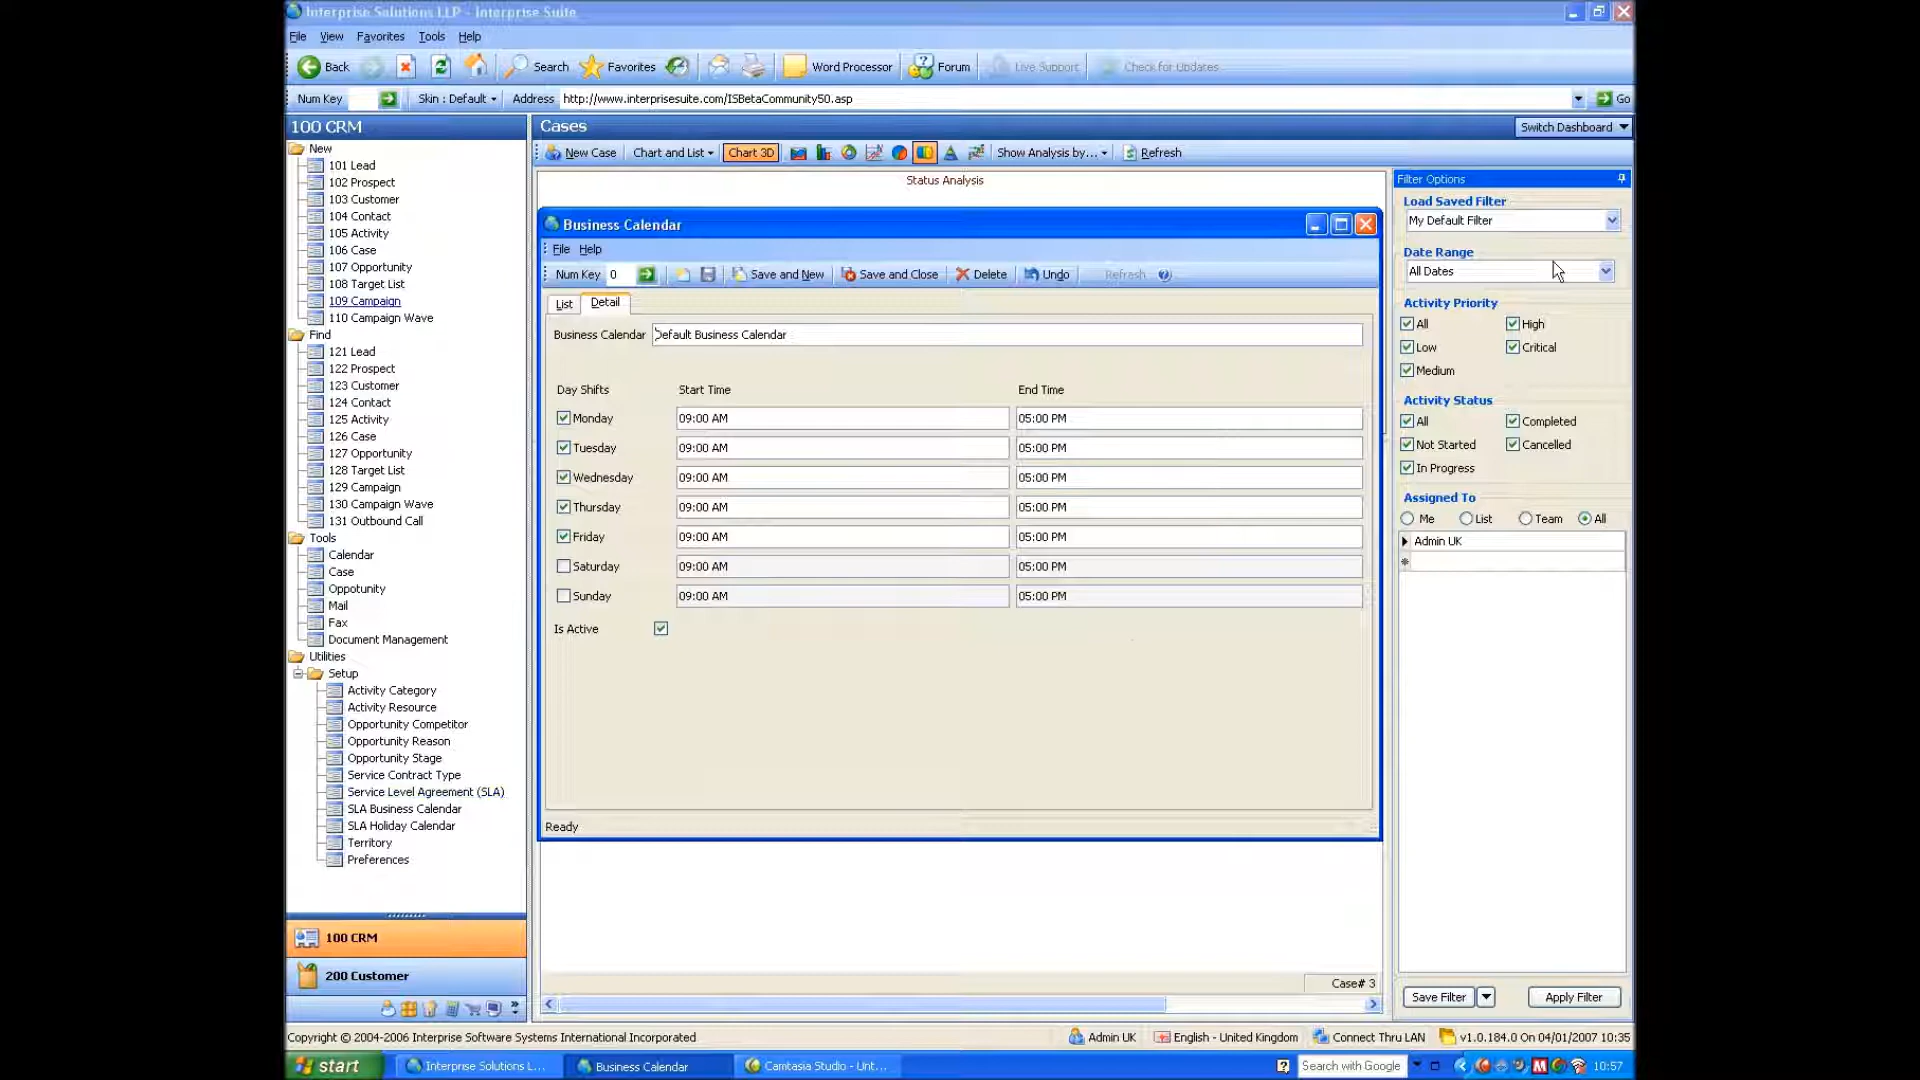 Interprise Solutions LLP - Interprise Suite
File View Favorites Tools Help
Back Search Favorites Word Processor Forum Live Support Check for Updates
Num Key Skin : Default Address http://www.interprisesuite.com/ISBetaCommunity50.asp Go
100 CRM
New
101 Lead
102 Prospect
103 Customer
104 Contact
105 Activity
106 Case
107 Opportunity
108 Target List
109 Campaign
110 Campaign Wave
Find
121 Lead
122 Prospect
123 Customer
124 Contact
125 Activity
126 Case
127 Opportunity
128 Target List
129 Campaign
130 Campaign Wave
131 Outbound Call
Tools
Calendar
Case
Oppotunity
Mail
Fax
Document Management
Utilities
Setup
Activity Category
Activity Resource
Opportunity Competitor
Opportunity Reason
Opportunity Stage
Service Contract Type
Service Level Agreement (SLA)
SLA Business Calendar
SLA Holiday Calendar
Territory
Preferences
100 CRM
200 Customer
Cases Switch Dashboard
New Case Chart and List Chart 3D Show Analysis by... Refresh
Status Analysis
Business Calendar
File Help
Num Key 0 Save and New Save and Close Delete Undo Refresh
List Detail
Business Calendar Default Business Calendar
Day Shifts Start Time End Time
Monday 09:00 AM 05:00 PM
Tuesday 09:00 AM 05:00 PM
Wednesday 09:00 AM 05:00 PM
Thursday 09:00 AM 05:00 PM
Friday 09:00 AM 05:00 PM
Saturday 09:00 AM 05:00 PM
Sunday 09:00 AM 05:00 PM
Is Active
Ready
Case# 3
Filter Options
Load Saved Filter
My Default Filter
Date Range
All Dates
Activity Priority
All High
Low Critical
Medium
Activity Status
All Completed
Not Started Cancelled
In Progress
Assigned To
Me List Team All
Admin UK
Save Filter Apply Filter
Copyright © 2004-2006 Interprise Software Systems International Incorporated Admin UK English - United Kingdom Connect Thru LAN v1.0.184.0 On 04/01/2007 10:35
start Interprise Solutions L... Business Calendar Camtasia Studio - Unt... Search with Google 10:57